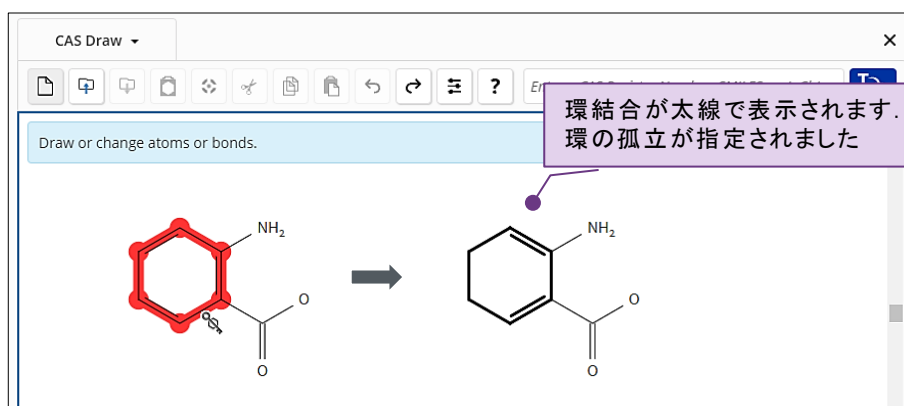 CAS Draw
?
環結合が太線で表示されます.
環の孤立が指定されました
Draw or change atoms or bonds.
NH₂
O
O
NH₂
O
O